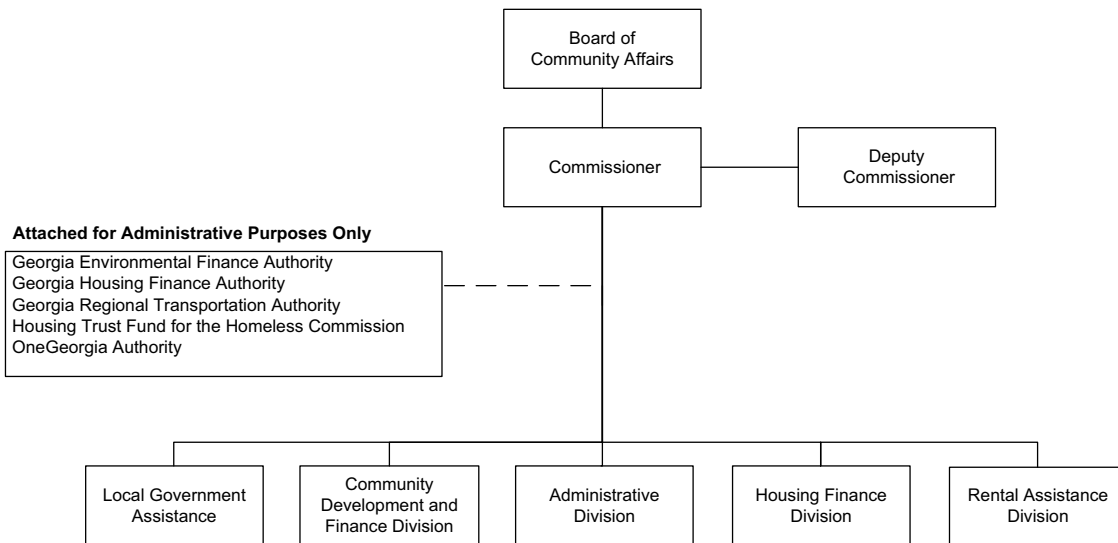 Board of
Community Affairs
Commissioner
Deputy
Commissioner
Attached for Administrative Purposes Only
Georgia Environmental Finance Authority
Georgia Housing Finance Authority
Georgia Regional Transportation Authority
Housing Trust Fund for the Homeless Commission
OneGeorgia Authority
Local Government
Assistance
Community
Development and
Finance Division
Administrative
Division
Housing Finance
Division
Rental Assistance
Division